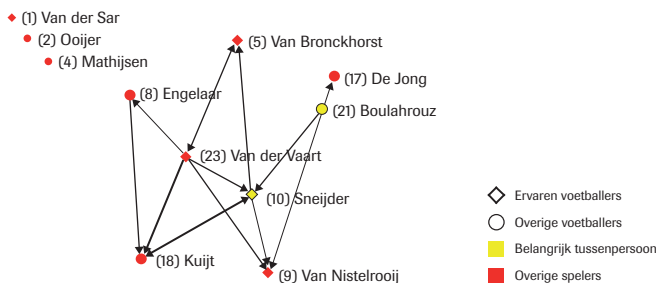 (1) Van der Sar
(2) Ooijer
(4) Mathijsen
(5) Van Bronckhorst
(17) De Jong
(8) Engelaar
(21) Boulahrouz
(23) Van der Vaart
(10) Sneijder
(18) Kuijt
(9) Van Nistelrooij
Ervaren voetballers
Overige voetballers
Belangrijk tussenpersoon
Overige spelers